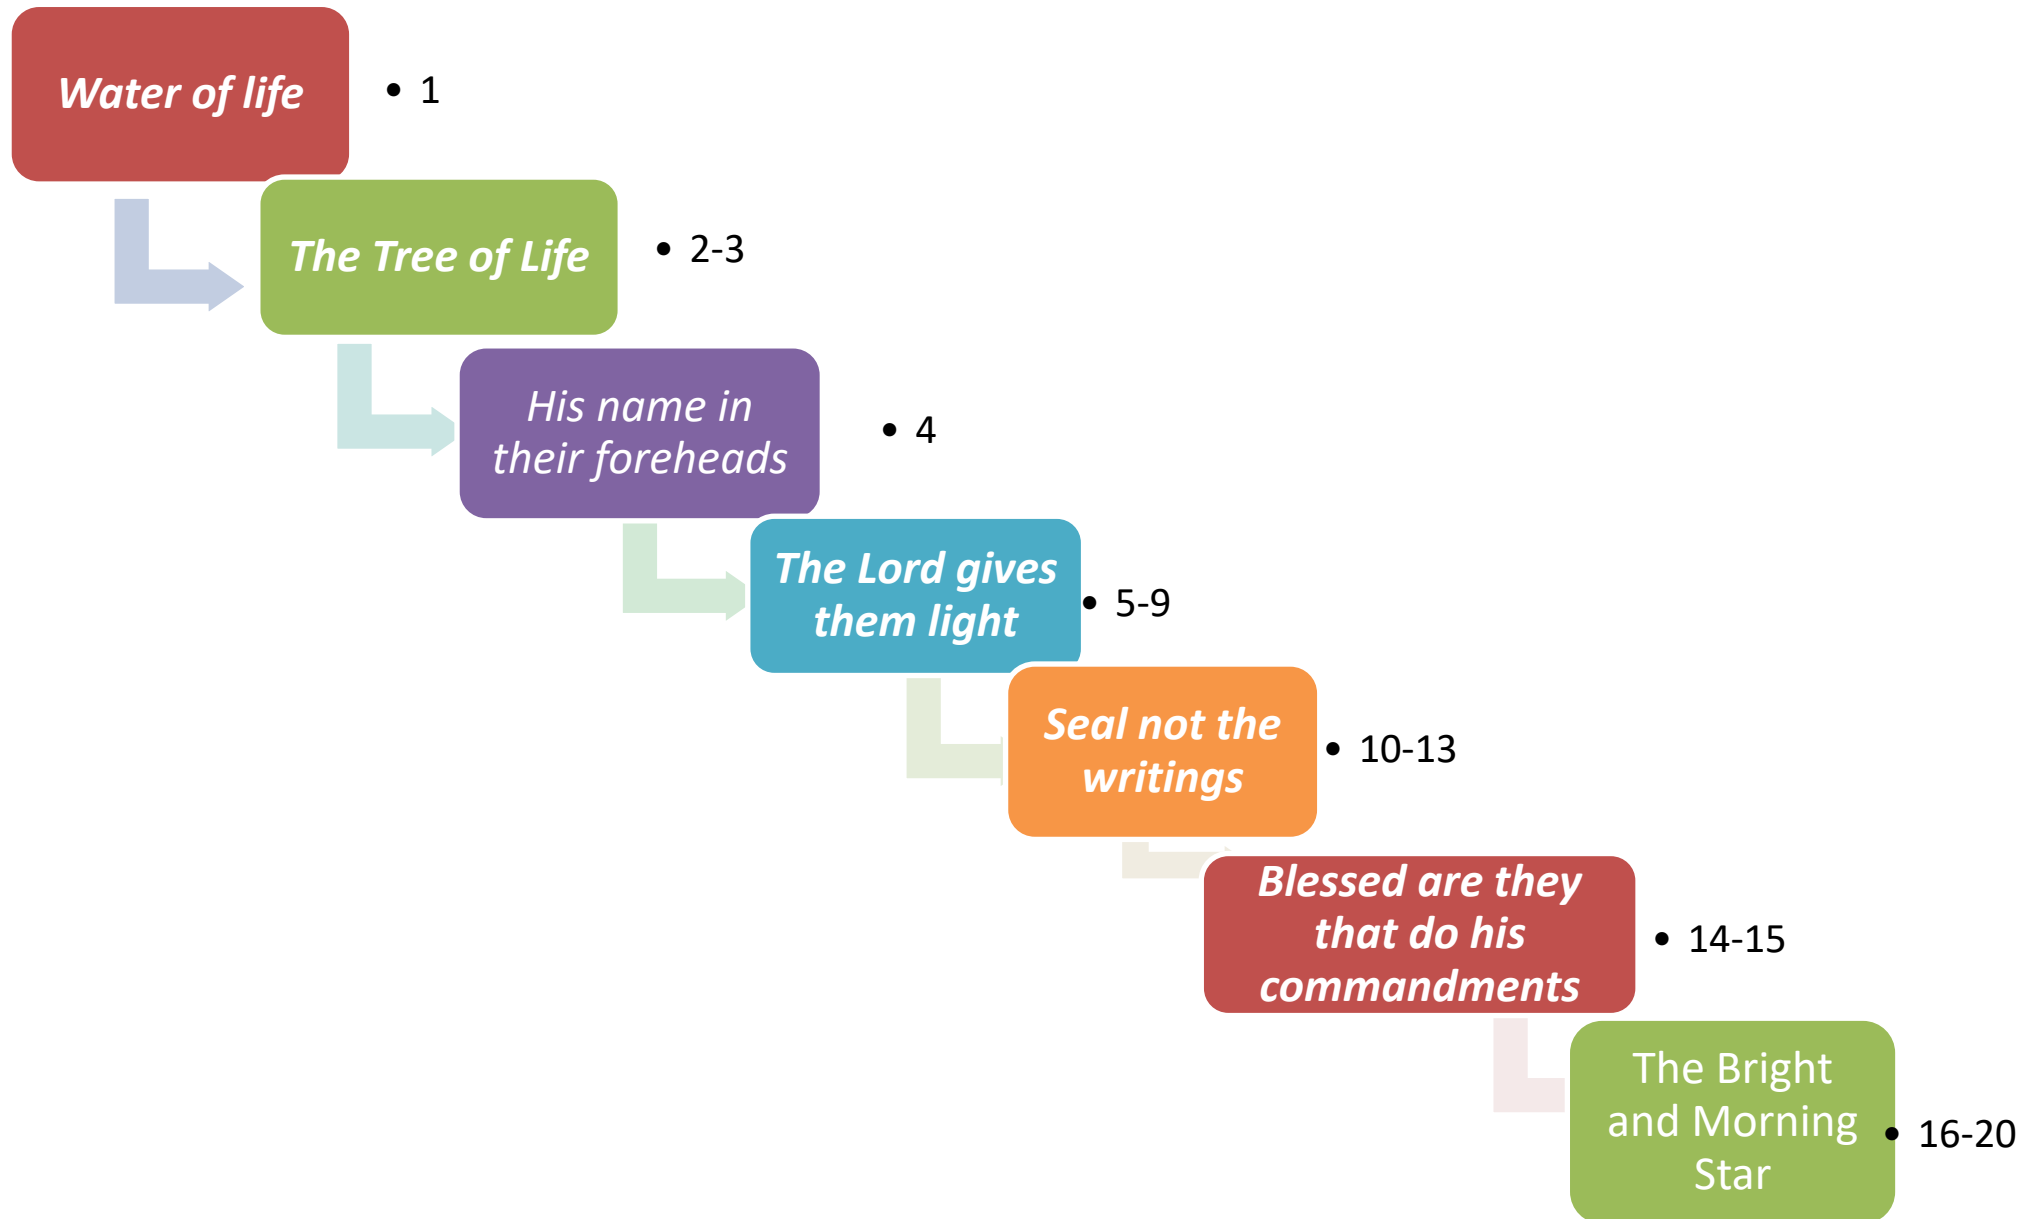 Water of life
• 1
The Tree of Life
• 2-3
His name in
their foreheads
• 4
The Lord gives
them light
• 5-9
Seal not the
writings
• 10-13
Blessed are they
that do his
commandments
• 14-15
The Bright
and Morning
Star
• 16-20